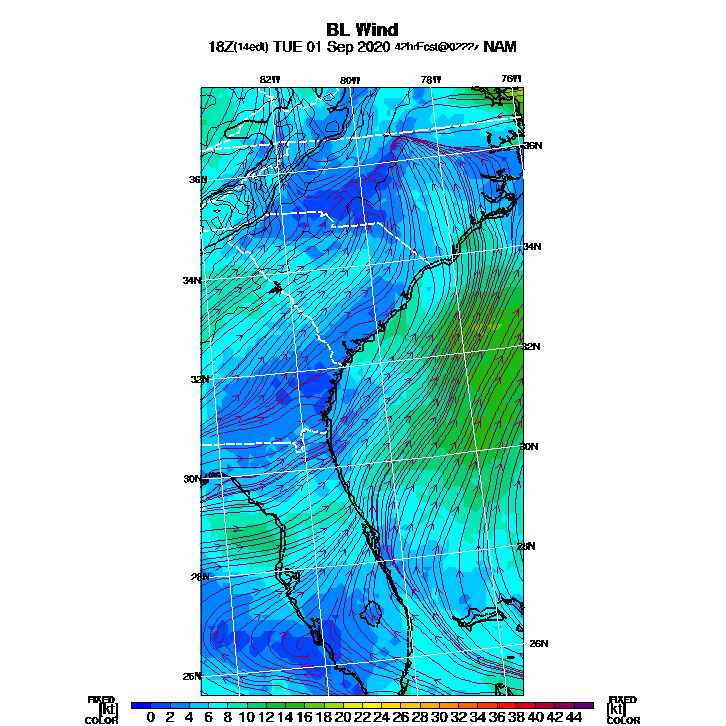 BL Wind
18Z(14edt) TUE 01 Sep 2020 42hrFcst@0222z NAM
82W 80W 78W 76W
36N
36N
34N
34N
32N
32N
30N
30N
28N
28N
26N
26N
FIXED FIXED
[kt] 0 2 4 6 8 10 12 14 16 18 20 22 24 26 28 30 32 34 36 38 40 42 44 [kt]
COLOR COLOR